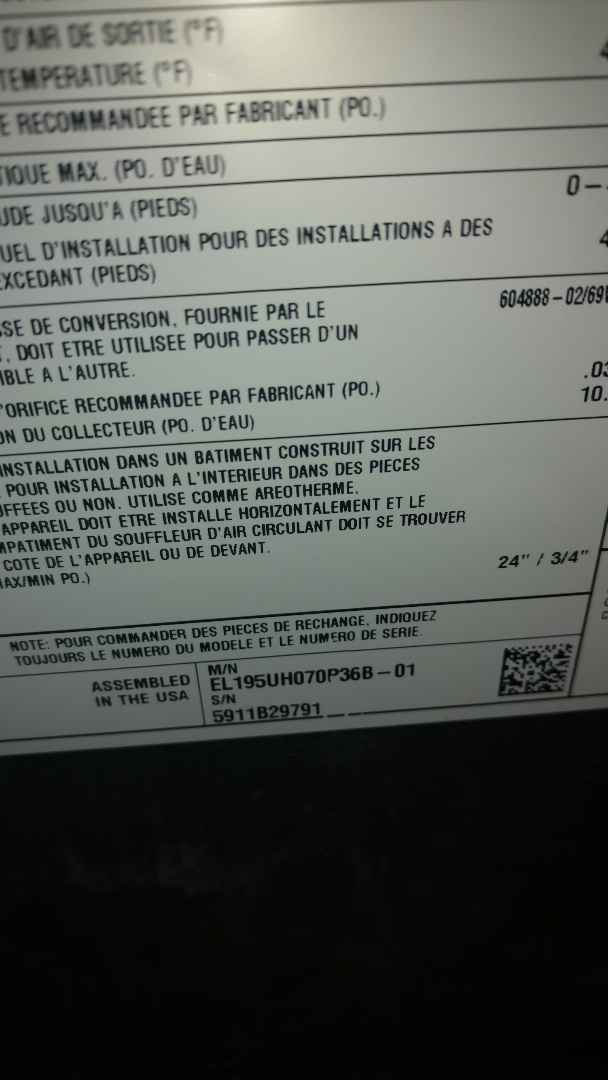 D'AIR DE SORTIE (°F)
TEMPERATURE (°F)
E RECOMMANDEE PAR FABRICANT (PO.)
TIQUE MAX. (PO. D'EAU)
UDE JUSQU'A (PIEDS) 0-
UEL D'INSTALLATION POUR DES INSTALLATIONS A DES
EXCEDANT (PIEDS)
SSE DE CONVERSION, FOURNIE PAR LE 604888-02/69
, DOIT ETRE UTILISEE POUR PASSER D'UN
IBLE A L'AUTRE.
'ORIFICE RECOMMANDEE PAR FABRICANT (PO.) .03
ON DU COLLECTEUR (PO. D'EAU) 10.
INSTALLATION DANS UN BATIMENT CONSTRUIT SUR LES
POUR INSTALLATION A L'INTERIEUR DANS DES PIECES
UFFEES OU NON. UTILISE COMME AREOTHERME,
APPAREIL DOIT ETRE INSTALLE HORIZONTALEMENT ET LE
MPATIMENT DU SOUFFLEUR D'AIR CIRCULANT DOIT SE TROUVER
COTE DE L'APPAREIL OU DE DEVANT.
AX/MIN PO.) 24" / 3/4"
NOTE: POUR COMMANDER DES PIECES DE RECHANGE, INDIQUEZ
TOUJOURS LE NUMERO DU MODELE ET LE NUMERO DE SERIE.
ASSEMBLED
IN THE USA
M/N
EL195UH070P36B-01
S/N
5911B29791